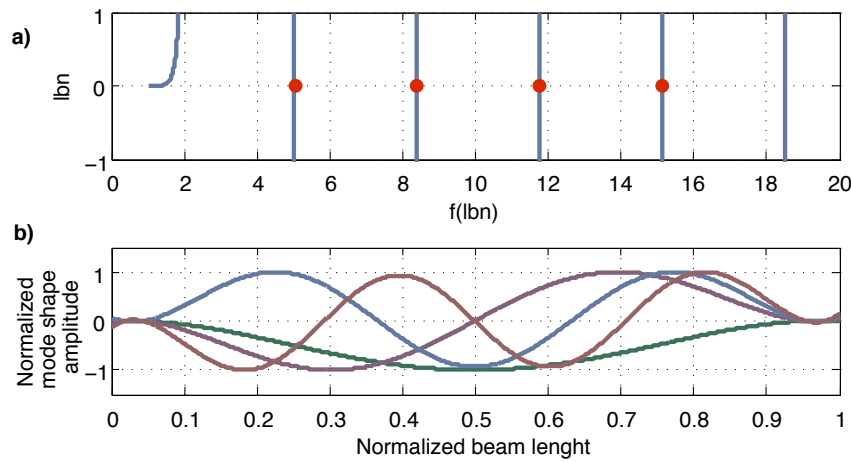 a)
lbn
1
0
−1
0 2 4 6 8 10 12 14 16 18 20
f(lbn)
b)
Normalized
mode shape
amplitude
1
0
−1
0 0.1 0.2 0.3 0.4 0.5 0.6 0.7 0.8 0.9 1
Normalized beam lenght